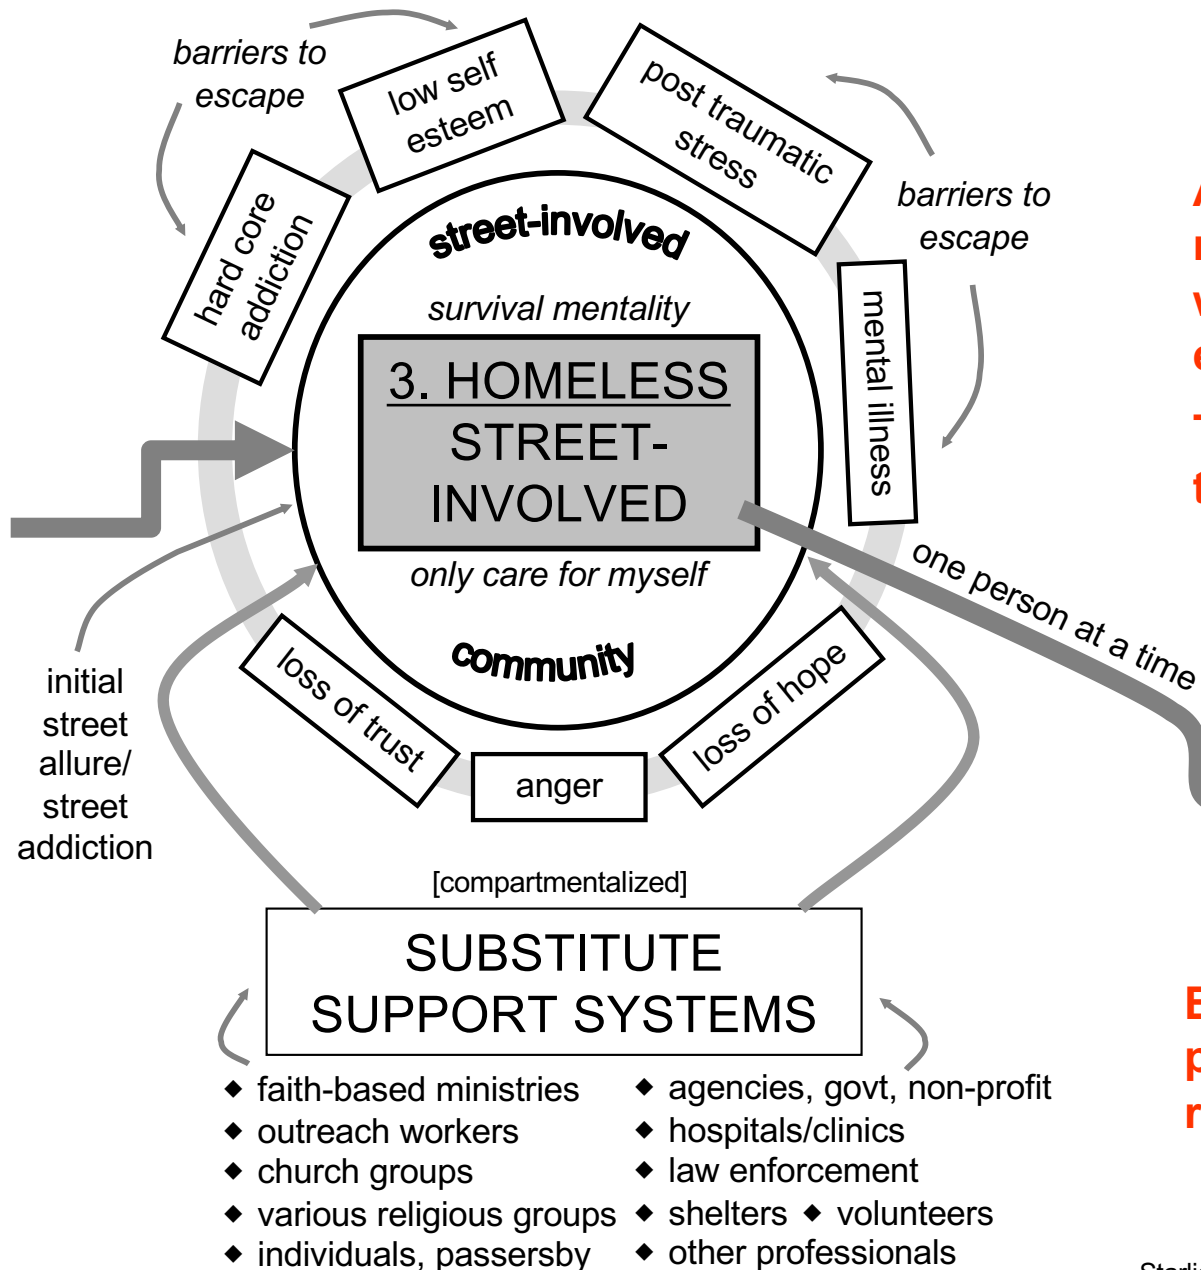 barriers to
escape
low self
esteem
post traumatic
stress
barriers to
escape
hard core
addiction
mental illness
street-involved
survival mentality
3. HOMELESS
STREET-
INVOLVED
only care for myself
community
one person at a time
initial
street
allure/
street
addiction
loss of trust
anger
loss of hope
[compartmentalized]
SUBSTITUTE
SUPPORT SYSTEMS
◆ faith-based ministries
◆ outreach workers
◆ church groups
◆ various religious groups
◆ individuals, passersby
◆ agencies, govt, non-profit
◆ hospitals/clinics
◆ law enforcement
◆ shelters ◆ volunteers
◆ other professionals